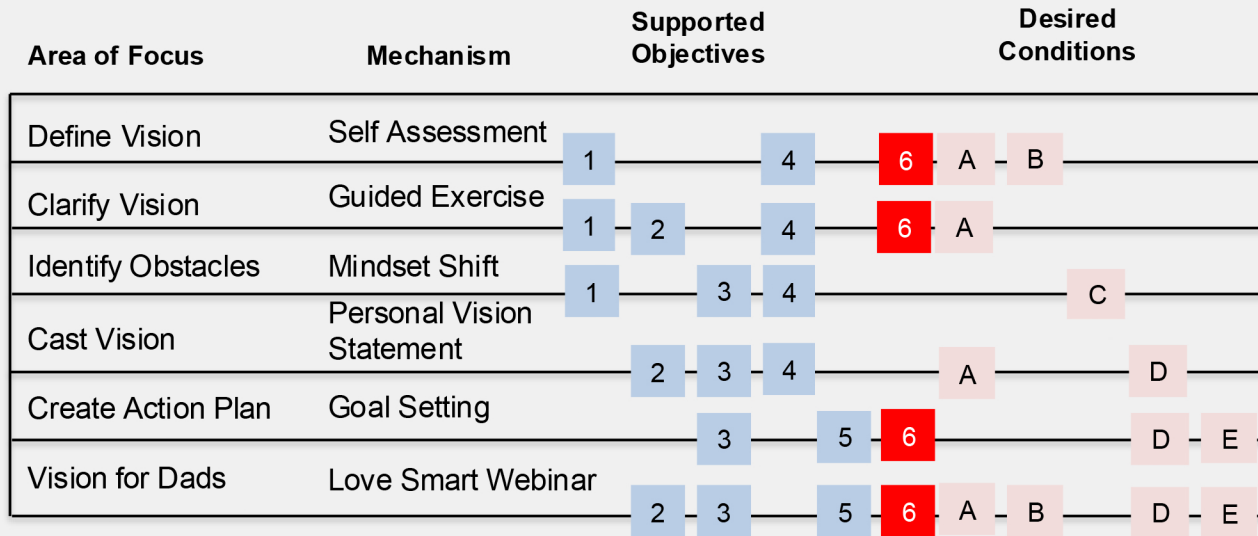 Area of Focus Mechanism Supported Objectives Desired Conditions
Define Vision Self Assessment 1 4 6 A B
Clarify Vision Guided Exercise 1 2 4 6 A
Identify Obstacles Mindset Shift 1 3 4 C
Cast Vision Personal Vision Statement 2 3 4 A D
Create Action Plan Goal Setting 3 5 6 D E
Vision for Dads Love Smart Webinar 2 3 5 6 A B D E